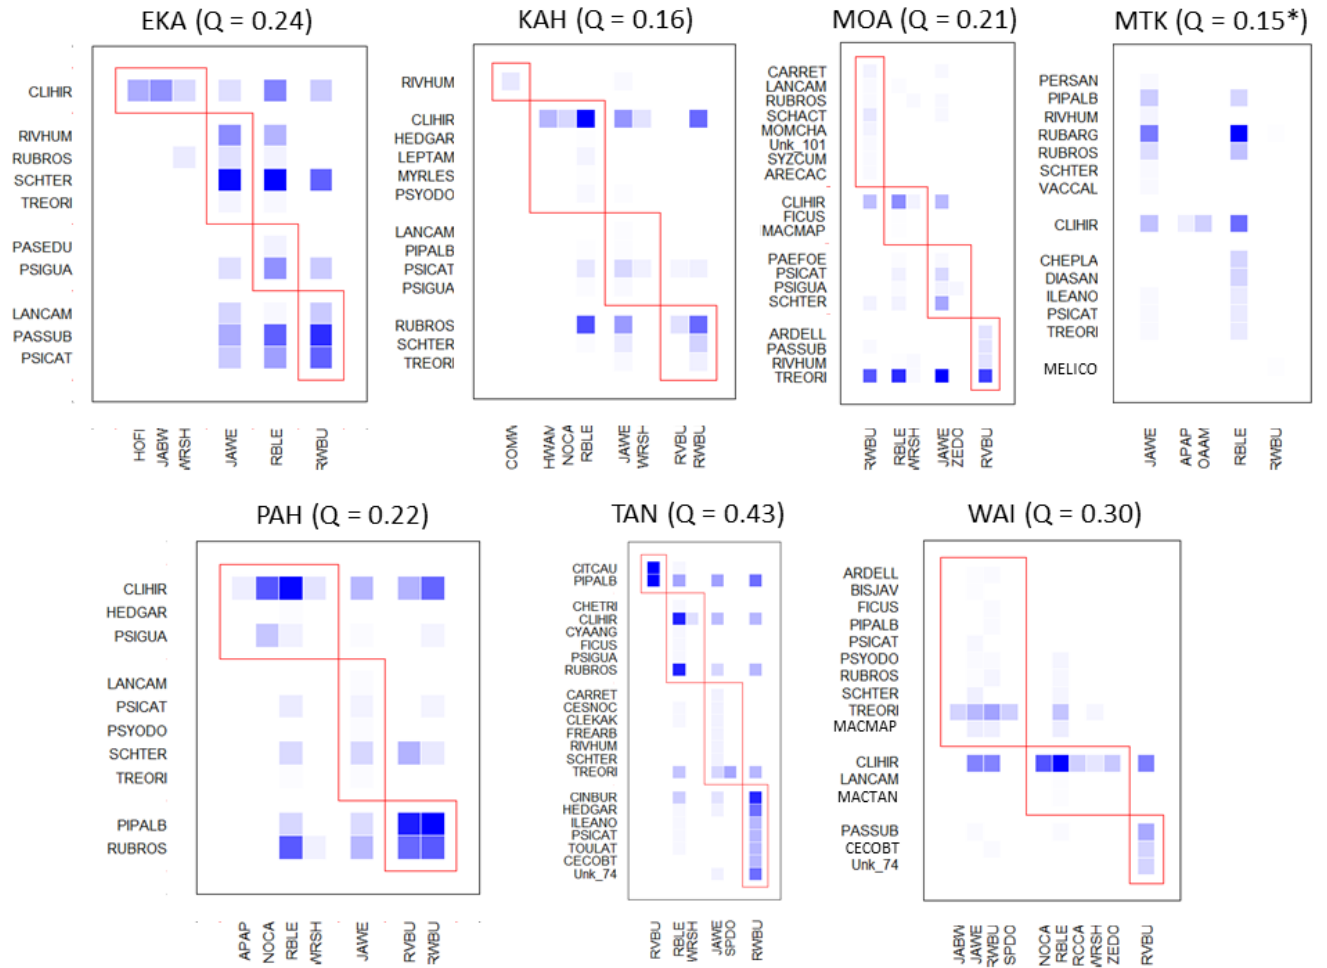 EKA (Q = 0.24)
CLIHIR
RIVHUM
RUBROS
SCHTER
TREORI
PASEDU
PSIGUA
LANCAM
PASSUB
PSICAT
HOFI
JABW
WRSH
JAWE
RBLE
RWBU
KAH (Q = 0.16)
RIVHUM
CLIHIR
HEDGAR
LEPTAM
MYRLES
PSYODO
LANCAM
PIPALB
PSICAT
PSIGUA
RUBROS
SCHTER
TREORI
COMW
HWAM
NOCA
RBLE
JAWE
WRSH
RVBU
RWBU
MOA (Q = 0.21)
CARRET
LANCAM
RUBROS
SCHACT
MOMCHA
Unk_101
SYZCUM
ARECAC
CLIHIR
FICUS
MACMAP
PAEFOE
PSICAT
PSIGUA
SCHTER
ARDELL
PASSUB
RIVHUM
TREORI
RWBU
RBLE
WRSH
JAWE
ZEDO
RVBU
MTK (Q = 0.15*)
PERSAN
PIPALB
RIVHUM
RUBARG
RUBROS
SCHTER
VACCAL
CLIHIR
CHEPLA
DIASAN
ILEANO
PSICAT
TREORI
MELICO
JAWE
APAP
OAAM
RBLE
RWBU
PAH (Q = 0.22)
CLIHIR
HEDGAR
PSIGUA
LANCAM
PSICAT
PSYODO
SCHTER
TREORI
PIPALB
RUBROS
APAP
NOCA
RBLE
WRSH
JAWE
RVBU
RWBU
TAN (Q = 0.43)
CITCAU
PIPALB
CHETRI
CLIHIR
CYAANG
FICUS
PSIGUA
RUBROS
CARRET
CESNOC
CLEKAK
FREARB
RIVHUM
SCHTER
TREORI
CINBUR
HEDGAR
ILEANO
PSICAT
TOULAT
CECOBT
Unk_74
RVBU
RBLE
WRSH
JAWE
SPDO
RWBU
WAI (Q = 0.30)
ARDELL
BISJAV
FICUS
PIPALB
PSICAT
PSYODO
RUBROS
SCHTER
TREORI
MACMAP
CLIHIR
LANCAM
MACTAN
PASSUB
CECOBT
Unk_74
JABW
JAWE
RWBU
SPDO
NOCA
RBLE
RCCA
WRSH
ZEDO
RVBU